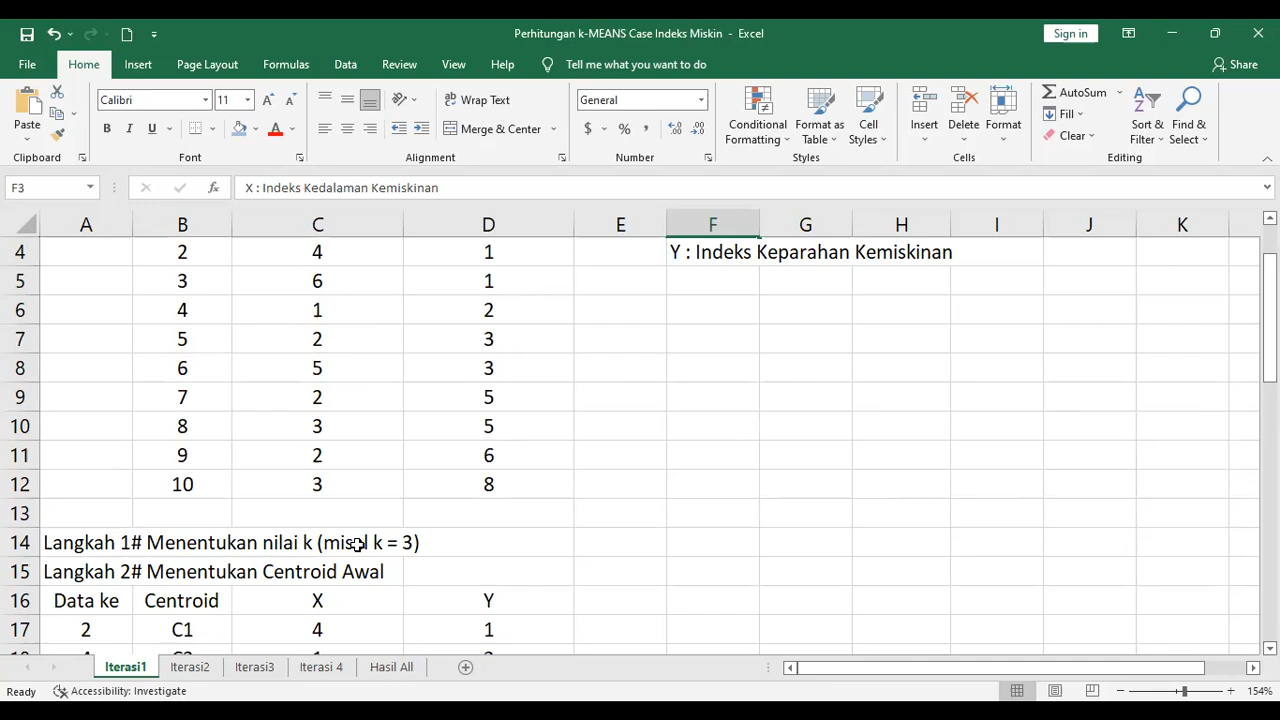 Perhitungan k-MEANS Case Indeks Miskin - Excel
Sign in
File Home Insert Page Layout Formulas Data Review View Help Tell me what you want to do Share
Paste
Clipboard
Calibri 11
B I U
Font
Wrap Text
Merge & Center
Alignment
General
Number
Conditional Formatting
Format as Table
Cell Styles
Styles
Insert Delete Format
Cells
AutoSum
Fill
Clear
Sort & Filter
Find & Select
Editing
F3 fx X : Indeks Kedalaman Kemiskinan
A B C D E F G H I J K
4 2 4 1 Y : Indeks Keparahan Kemiskinan
5 3 6 1
6 4 1 2
7 5 2 3
8 6 5 3
9 7 2 5
10 8 3 5
11 9 2 6
12 10 3 8
13
14 Langkah 1# Menentukan nilai k (misal k = 3)
15 Langkah 2# Menentukan Centroid Awal
16 Data ke Centroid X Y
17 2 C1 4 1
Iterasi1 Iterasi2 Iterasi3 Iterasi 4 Hasil All
Ready Accessibility: Investigate 154%